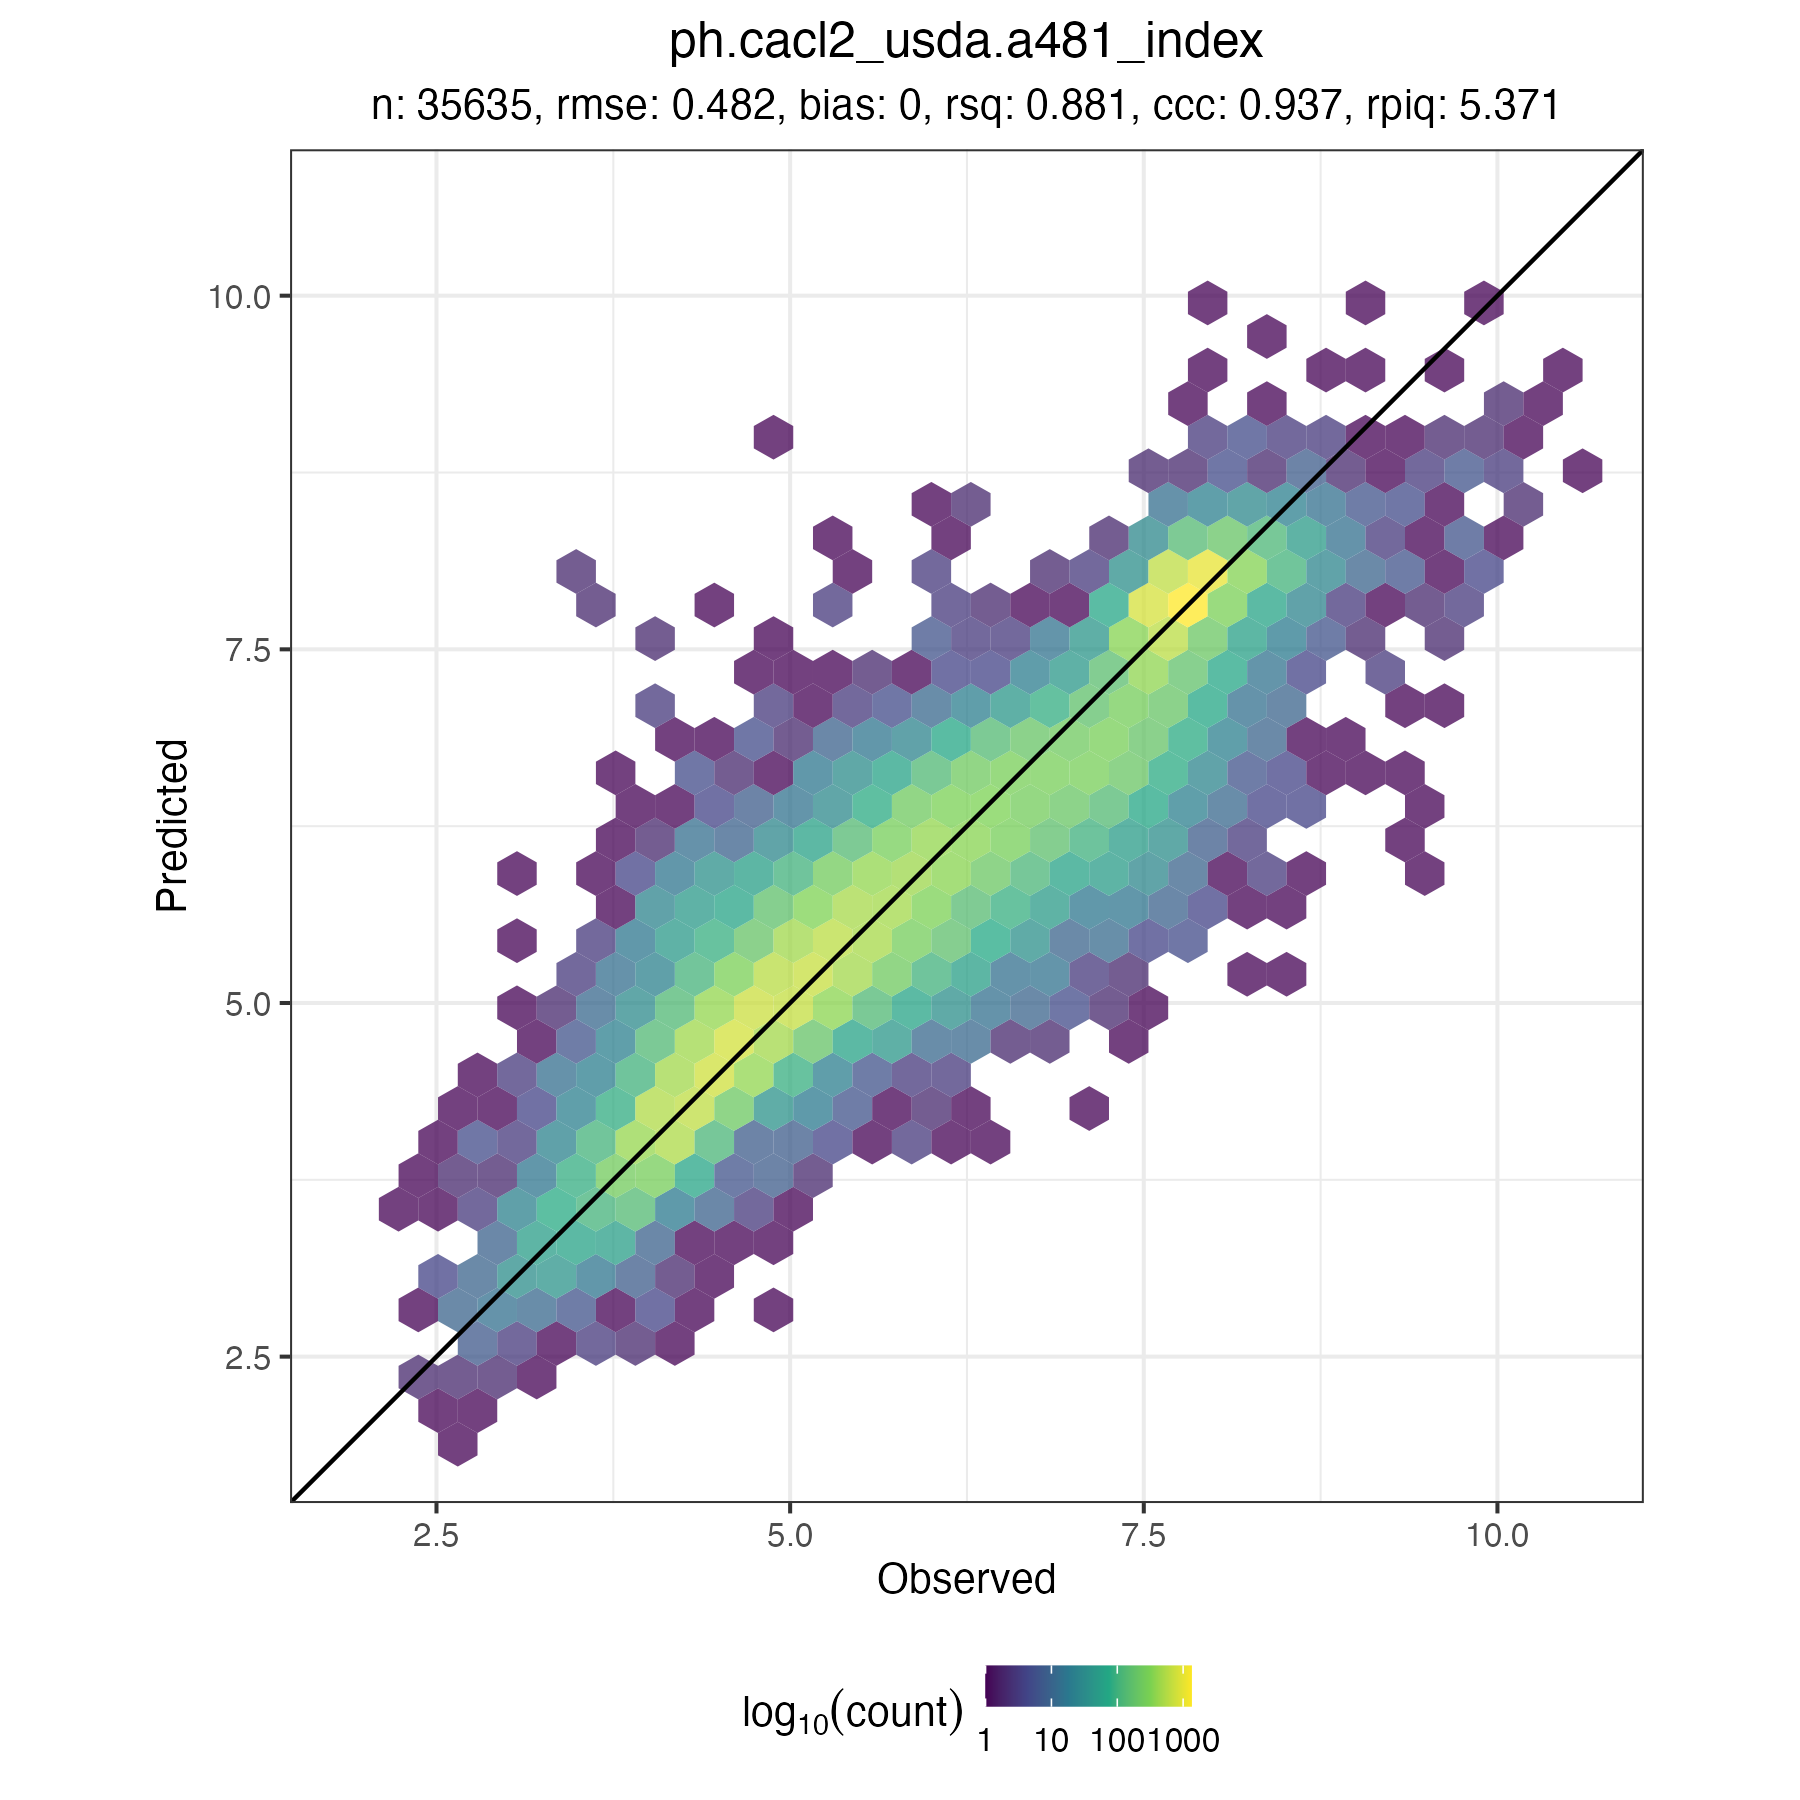 ph.cacl2_usda.a481_index
n: 35635, rmse: 0.482, bias: 0, rsq: 0.881, ccc: 0.937, rpiq: 5.371
10.0
7.5
5.0
2.5
Predicted
2.5 5.0 7.5 10.0
Observed
log₁₀(count)
1 10 100 1000